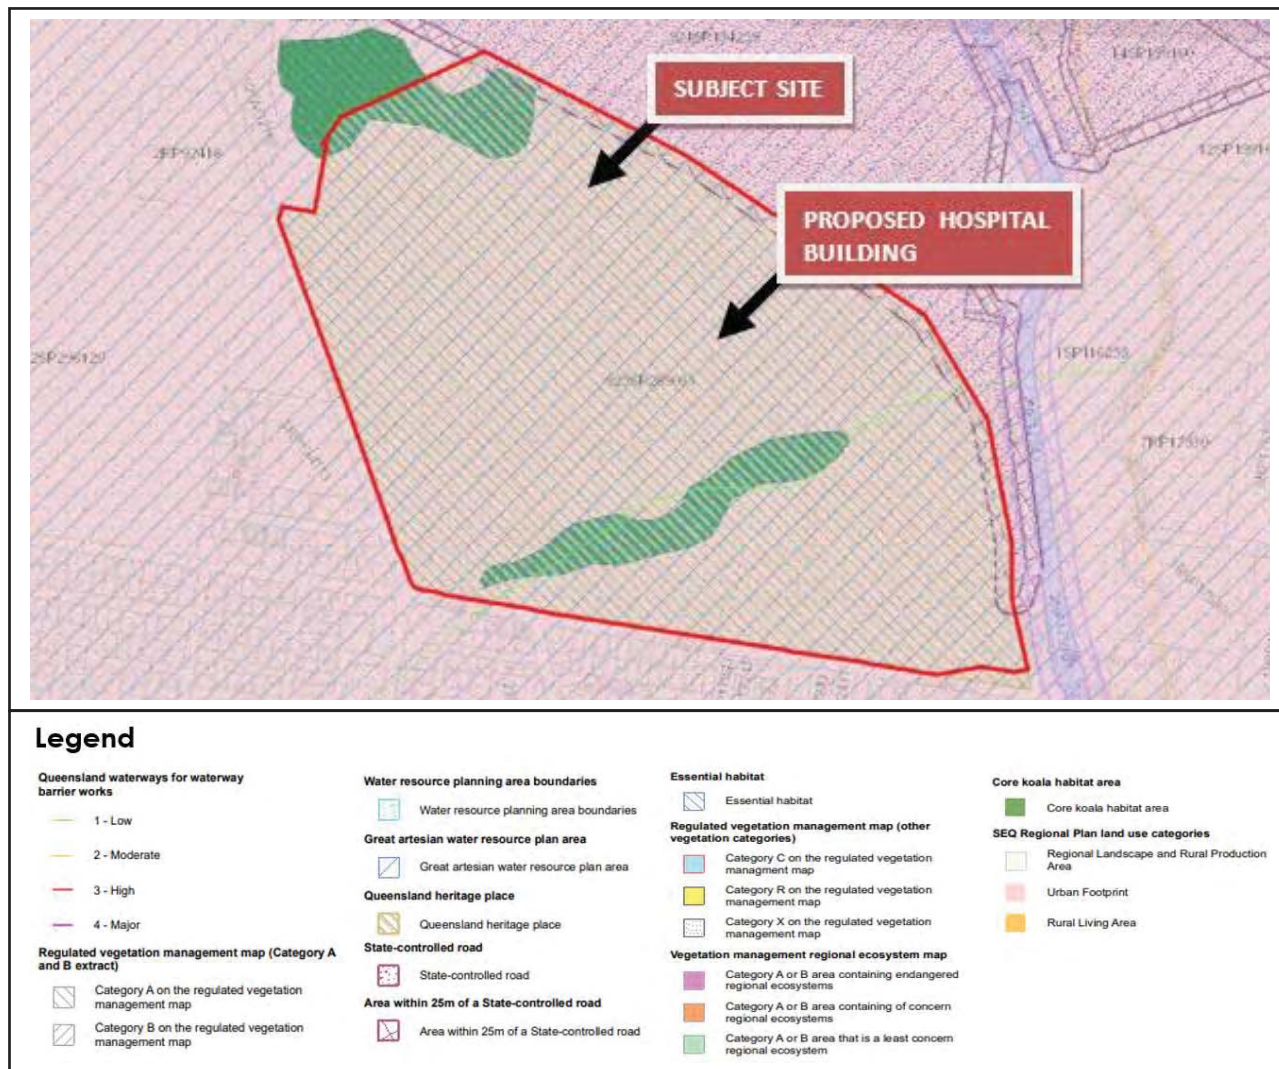 SUBJECT SITE
PROPOSED HOSPITAL
BUILDING
2RP92416
1SP116253
Legend
Queensland waterways for waterway
barrier works
1 - Low
2 - Moderate
3 - High
4 - Major
Regulated vegetation management map (Category A
and B extract)
Category A on the regulated vegetation
management map
Category B on the regulated vegetation
management map
Water resource planning area boundaries
Water resource planning area boundaries
Great artesian water resource plan area
Great artesian water resource plan area
Queensland heritage place
Queensland heritage place
State-controlled road
State-controlled road
Area within 25m of a State-controlled road
Area within 25m of a State-controlled road
Essential habitat
Essential habitat
Regulated vegetation management map (other
vegetation categories)
Category C on the regulated vegetation
managment map
Category R on the regulated vegetation
management map
Category X on the regulated vegetation
management map
Vegetation management regional ecosystem map
Category A or B area containing endangered
regional ecosystems
Category A or B area containing of concern
regional ecosystems
Category A or B area that is a least concern
regional ecosystem
Core koala habitat area
Core koala habitat area
SEQ Regional Plan land use categories
Regional Landscape and Rural Production
Area
Urban Footprint
Rural Living Area